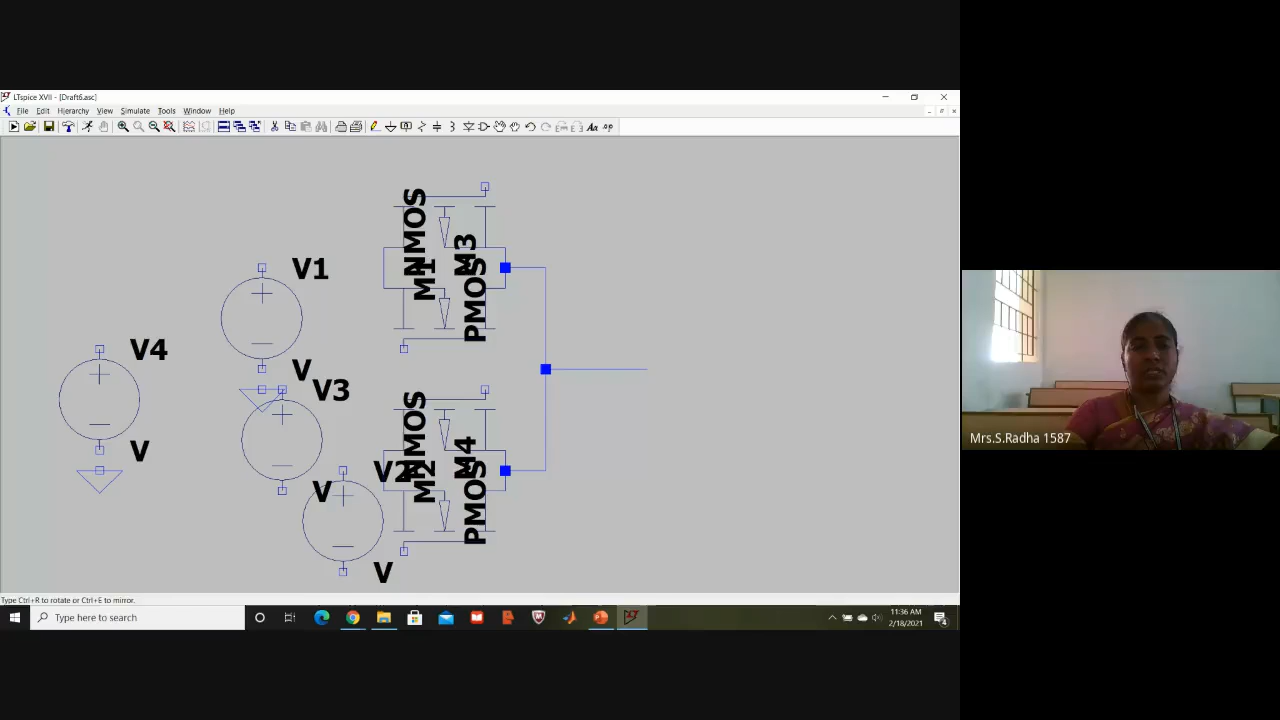 LTspice XVII - [Draft6.asc]
File Edit Hierarchy View Simulate Tools Window Help
NMOS
M1
M3
PMOS
V1
V
V4
V
V3
V
V2
V
NMOS
M2
M4
PMOS
Mrs.S.Radha 1587
Type Ctrl+R to rotate or Ctrl+E to mirror.
Type here to search
11:36 AM
2/18/2021